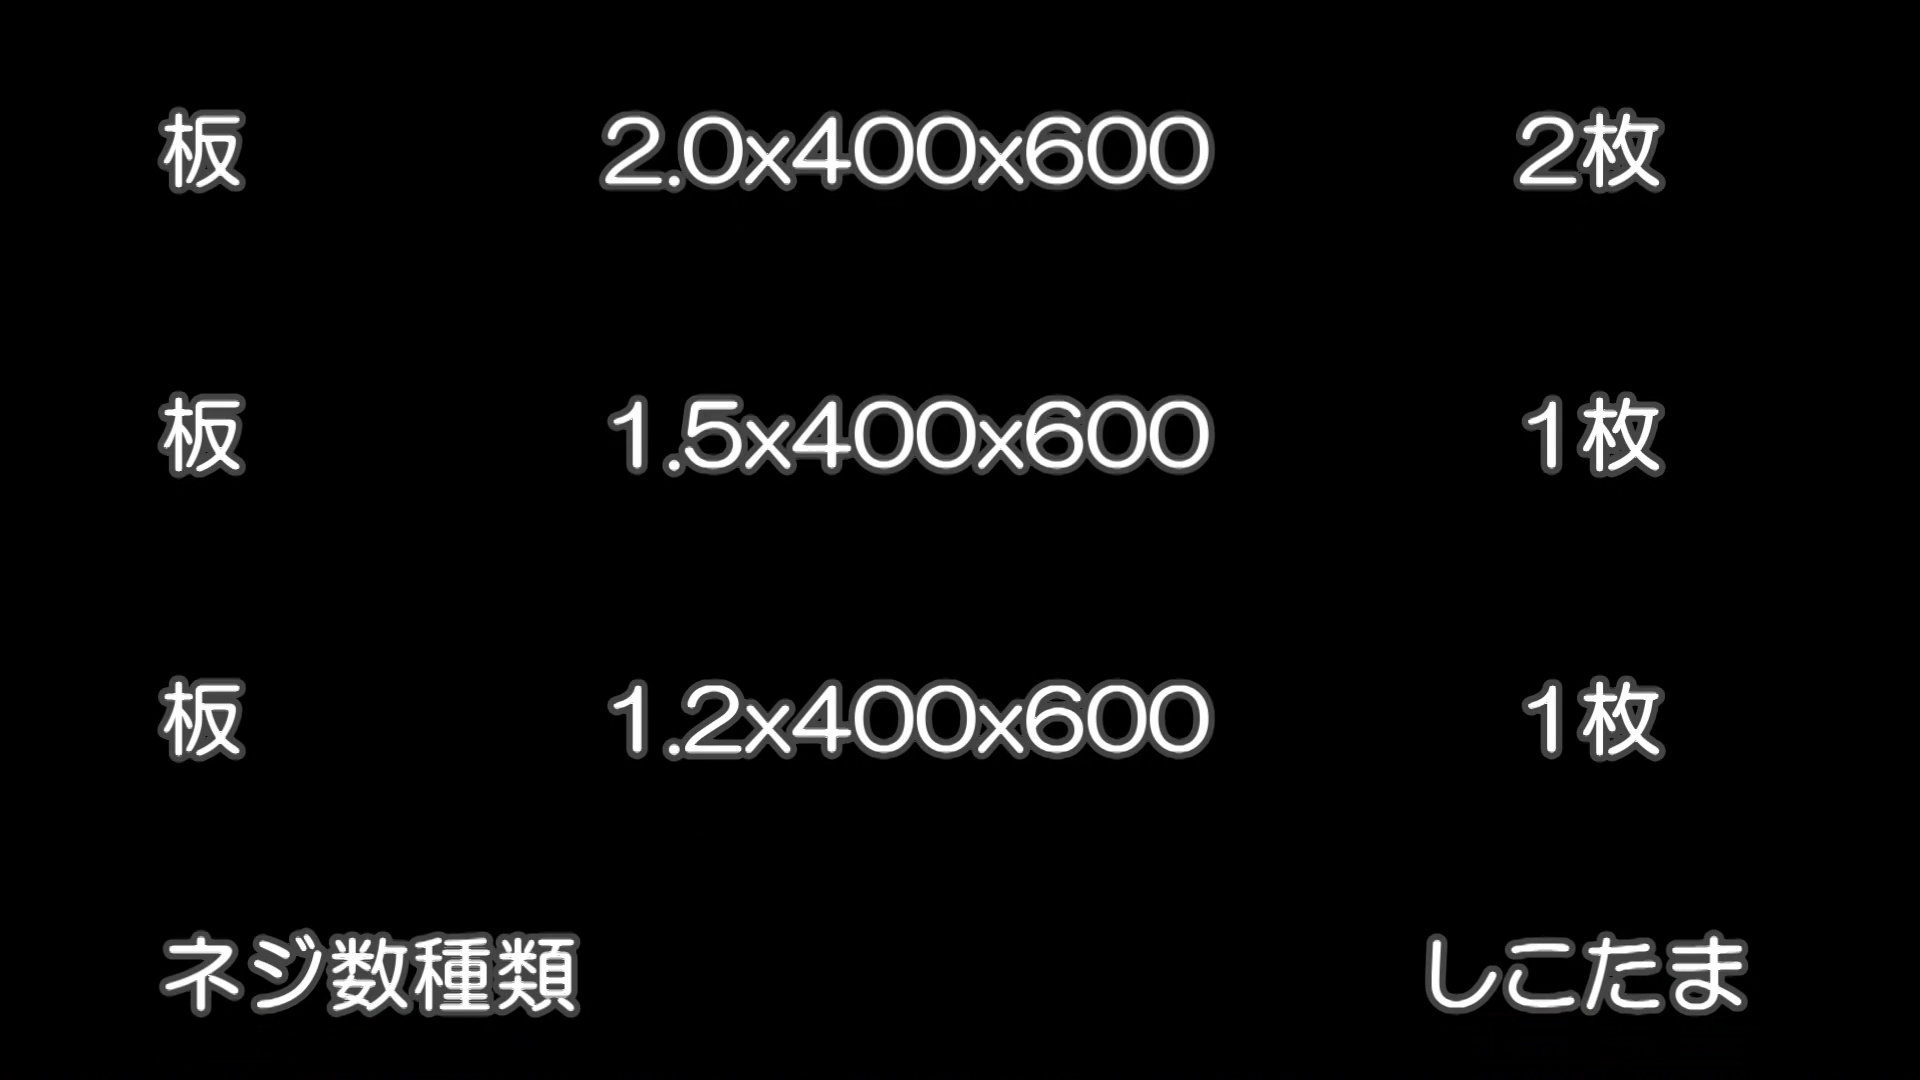 板 2.0x400x600 2枚
板 1.5x400x600 1枚
板 1.2x400x600 1枚
ネジ数種類 しこたま